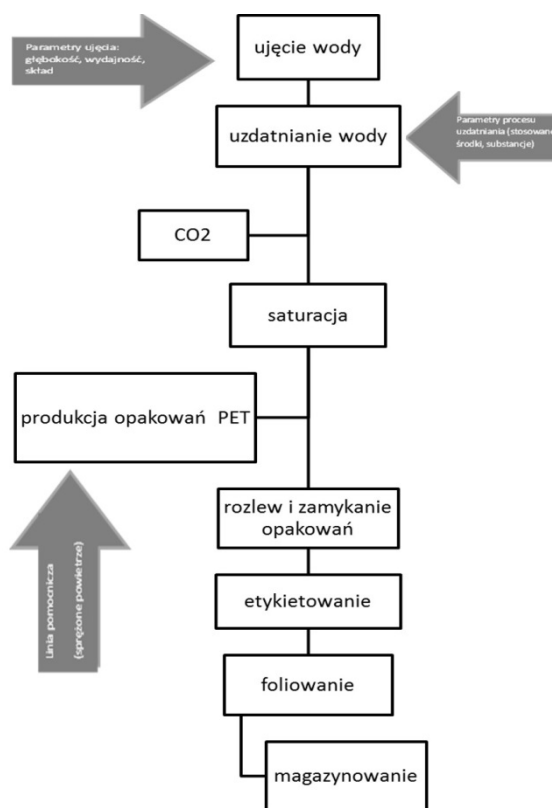 Parametry ujęcia:
głębokość, wydajność,
skład
ujęcie wody
uzdatnianie wody
Parametry procesu
uzdatniania (stosowane
środki, substancje)
CO2
saturacja
produkcja opakowań PET
rozlew i zamykanie
opakowań
Linia pomocnicza
(sprężone powietrze)
etykietowanie
foliowanie
magazynowanie